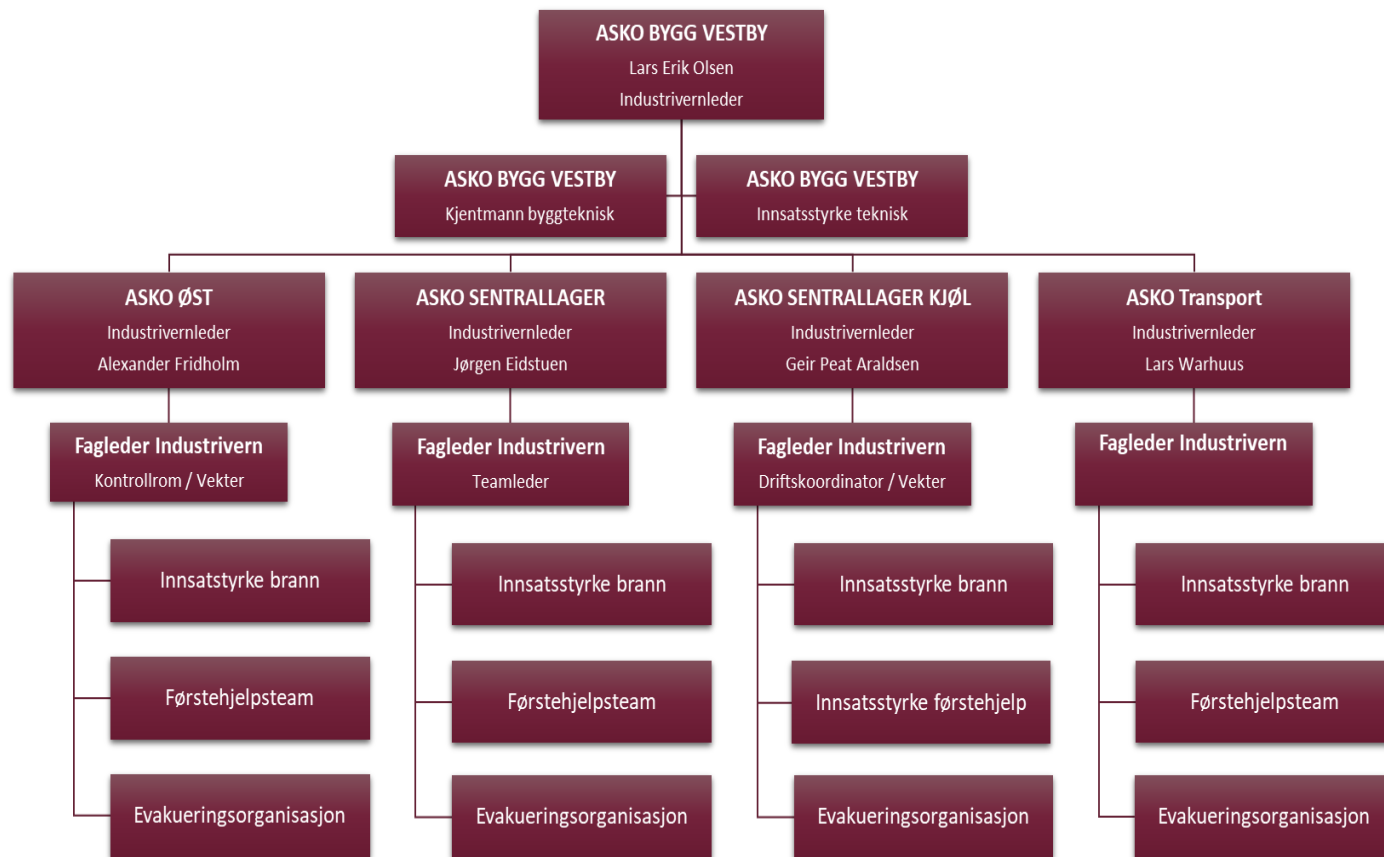 ASKO BYGG VESTBY
Lars Erik Olsen
Industrivernleder
ASKO BYGG VESTBY
Kjentmann byggteknisk
ASKO BYGG VESTBY
Innsatsstyrke teknisk
ASKO ØST
Industrivernleder
Alexander Fridholm
ASKO SENTRALLAGER
Industrivernleder
Jørgen Eidstuen
ASKO SENTRALLAGER KJØL
Industrivernleder
Geir Peat Araldsen
ASKO Transport
Industrivernleder
Lars Warhuus
Fagleder Industrivern
Kontrollrom / Vekter
Fagleder Industrivern
Teamleder
Fagleder Industrivern
Driftskoordinator / Vekter
Fagleder Industrivern
Innsatstyrke brann
Innsatsstyrke brann
Innsatsstyrke brann
Innsatsstyrke brann
Førstehjelpsteam
Førstehjelpsteam
Innsatsstyrke førstehjelp
Førstehjelpsteam
Evakueringsorganisasjon
Evakueringsorganisasjon
Evakueringsorganisasjon
Evakueringsorganisasjon